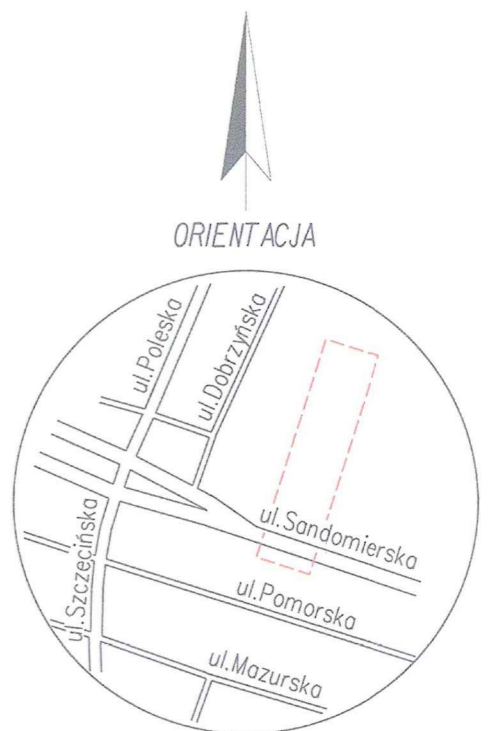 ORIENTACJA
ul.Poleska
ul.Dobrzyńska
ul.Sandomierska
ul.Szczecińska
ul.Pomorska
ul.Mazurska